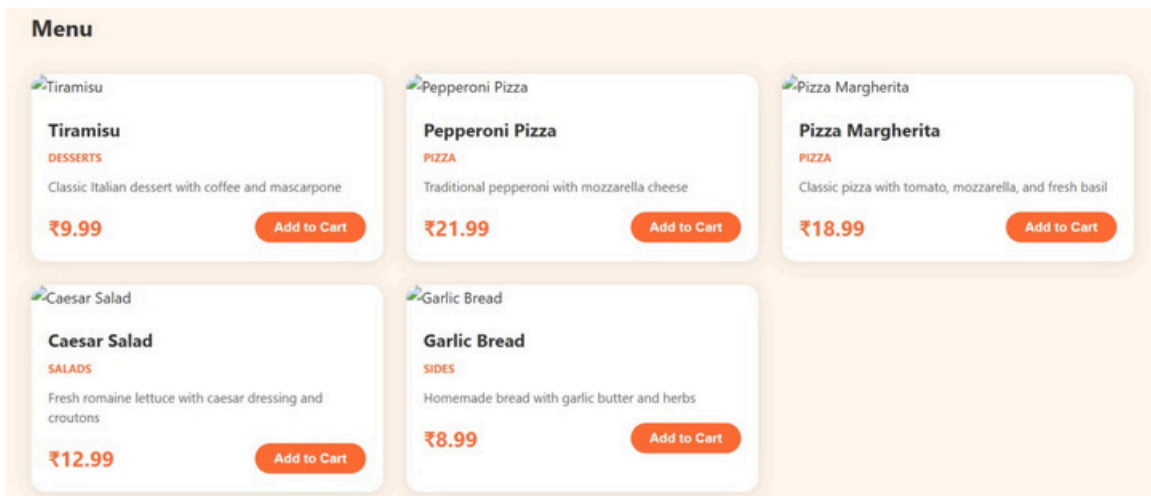 Menu
Tiramisu
Tiramisu
DESSERTS
Classic Italian dessert with coffee and mascarpone
₹9.99
Add to Cart
Pepperoni Pizza
Pepperoni Pizza
PIZZA
Traditional pepperoni with mozzarella cheese
₹21.99
Add to Cart
Pizza Margherita
Pizza Margherita
PIZZA
Classic pizza with tomato, mozzarella, and fresh basil
₹18.99
Add to Cart
Caesar Salad
Caesar Salad
SALADS
Fresh romaine lettuce with caesar dressing and
croutons
₹12.99
Add to Cart
Garlic Bread
Garlic Bread
SIDES
Homemade bread with garlic butter and herbs
₹8.99
Add to Cart